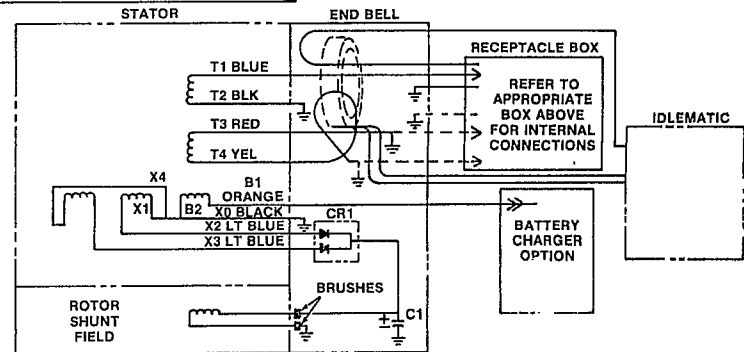 STATOR
END BELL
RECEPTACLE BOX
T1 BLUE
T2 BLK
T3 RED
T4 YEL
REFER TO
APPROPRIATE
BOX ABOVE
FOR INTERNAL
CONNECTIONS
IDLEMATIC
X4
B1
ORANGE
X1
B2
X0 BLACK
CR1
X2 LT BLUE
X3 LT BLUE
BATTERY
CHARGER
OPTION
BRUSHES
ROTOR
SHUNT
FIELD
+
C1